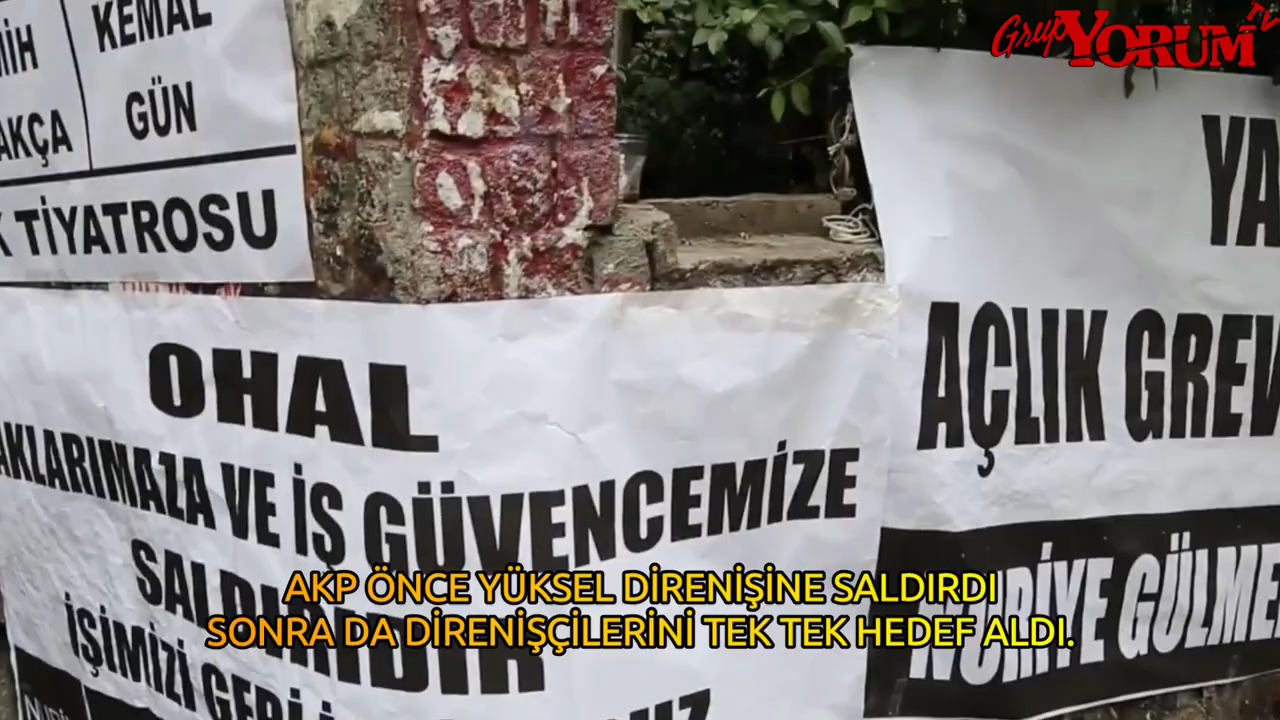 Grup YORUM TV
KEMAL
GÜN
AKÇA
TİYATROSU
YA
AÇLIK GREV
OHAL
AKLARIMAZA VE İŞ GÜVENCEMİZE
SALDIRIDIR
İŞİMİZİ GERİ
NURİYE GÜLME
AKP ÖNCE YÜKSEL DİRENİŞİNE SALDIRDI
SONRA DA DİRENİŞÇİLERİNİ TEK TEK HEDEF ALDI.